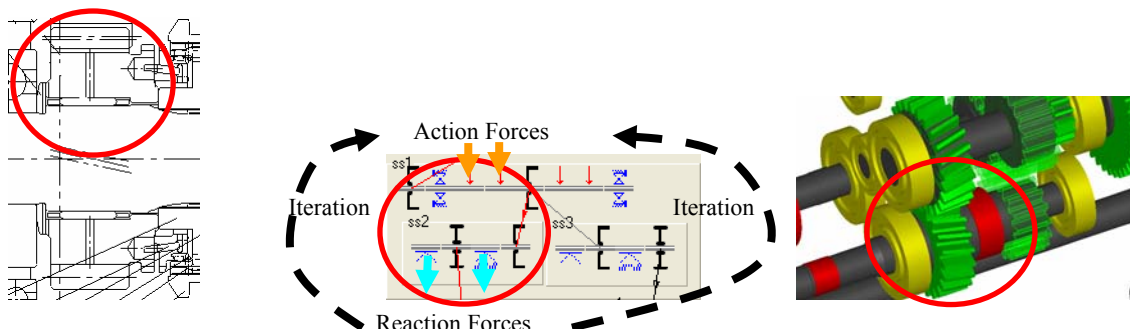 Action Forces
ss1
Iteration
Iteration
ss2
ss3
Reaction Forces